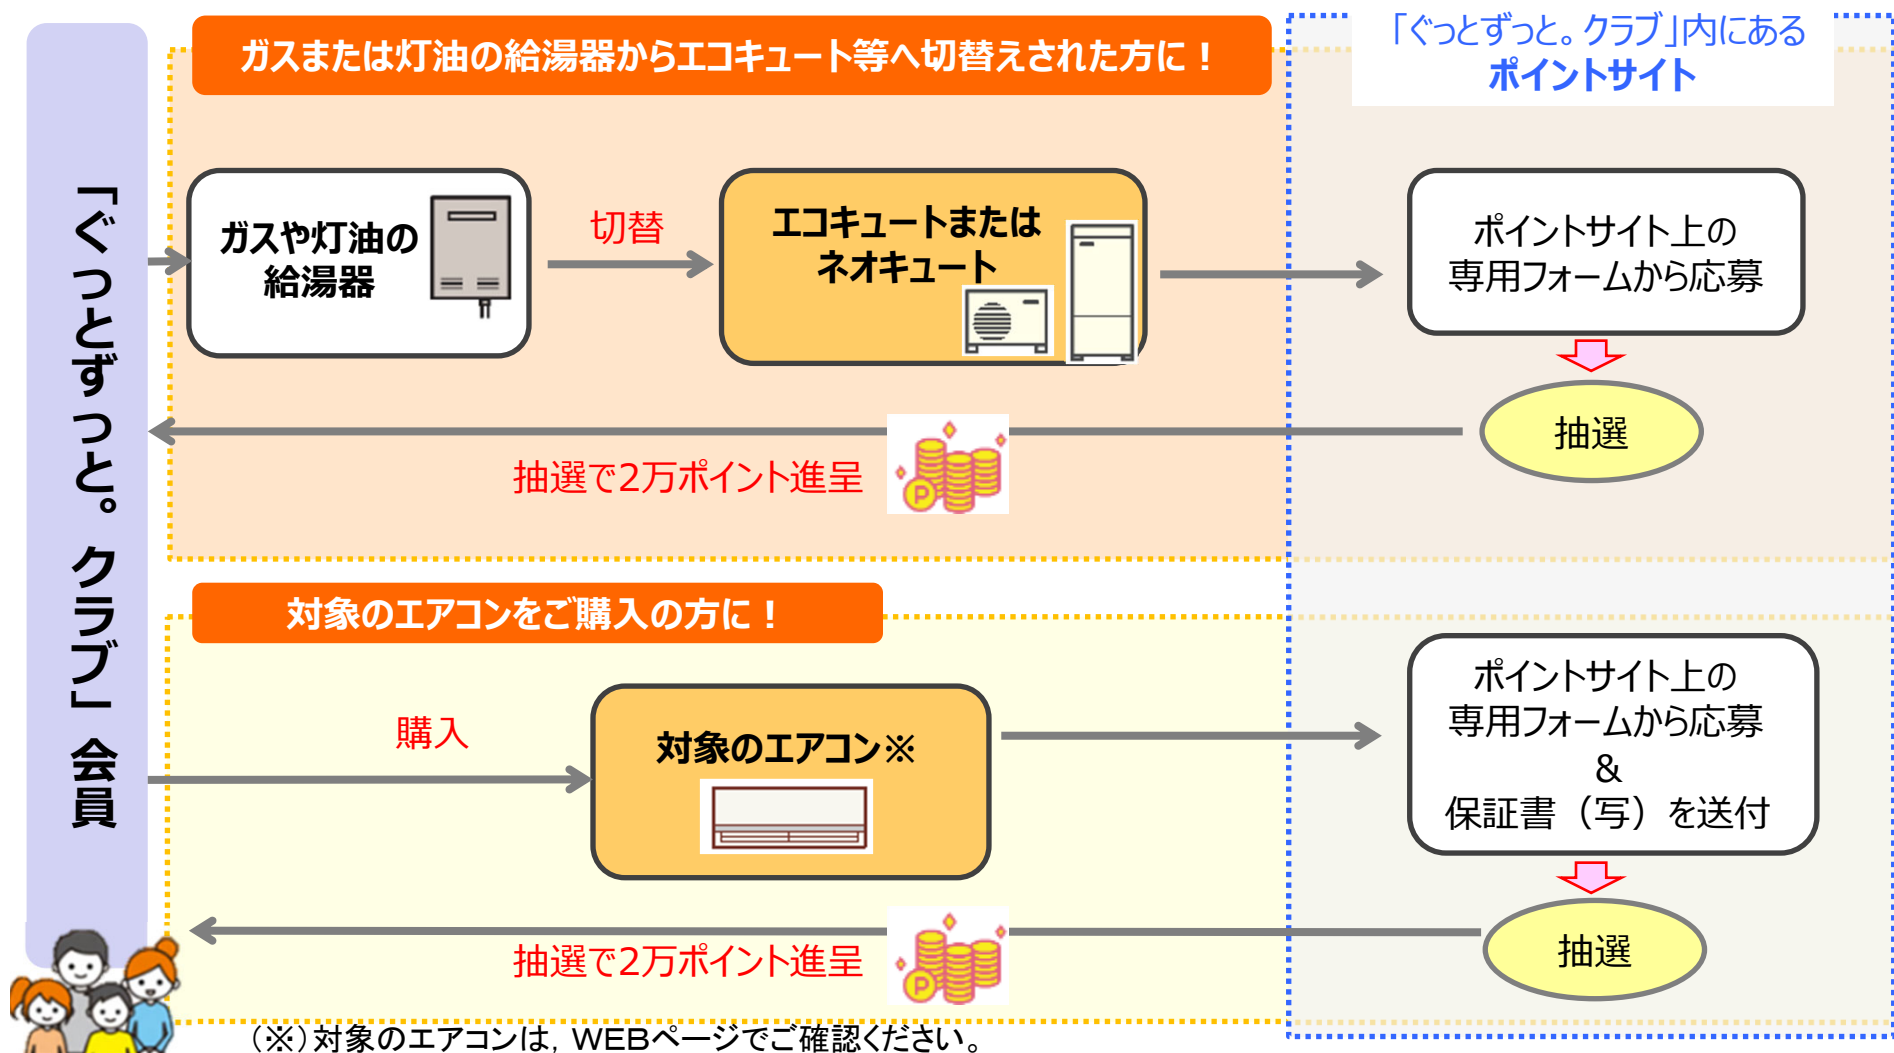 「ぐっとずっと。クラブ」会員
ガスまたは灯油の給湯器からエコキュート等へ切替えされた方に！
「ぐっとずっと。クラブ」内にある
ポイントサイト
ガスや灯油の
給湯器
切替
エコキュートまたは
ネオキュート
ポイントサイト上の
専用フォームから応募
抽選
抽選で2万ポイント進呈
P
対象のエアコンをご購入の方に！
購入
対象のエアコン※
ポイントサイト上の
専用フォームから応募
&
保証書（写）を送付
抽選
抽選で2万ポイント進呈
P
（※）対象のエアコンは，WEBページでご確認ください。